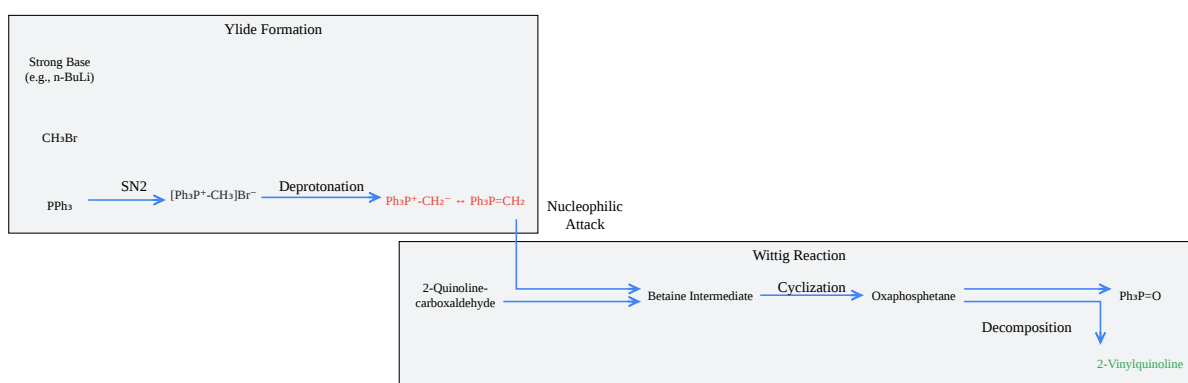 Ylide Formation
Strong Base
(e.g., n-BuLi)
CH₃Br
PPh₃
SN2
[Ph₃P⁺-CH₃]Br⁻
Deprotonation
Ph₃P⁺-CH₂⁻ ↔ Ph₃P=CH₂
Nucleophilic
Attack
Wittig Reaction
2-Quinoline-
carboxaldehyde
Betaine Intermediate
Cyclization
Oxaphosphetane
Ph₃P=O
Decomposition
2-Vinylquinoline